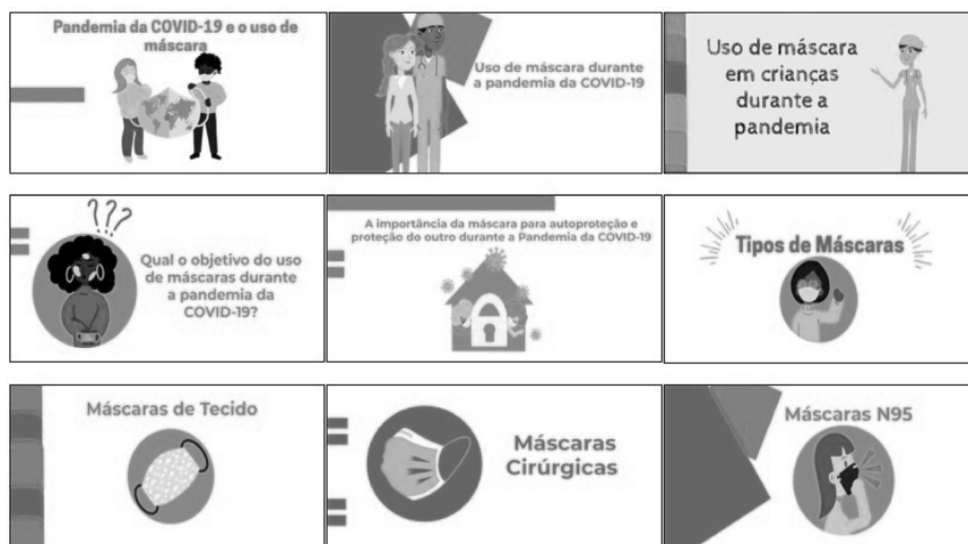 Pandemia da COVID-19 e o uso de
máscara
Uso de máscara durante
a pandemia da COVID-19
Uso de máscara
em crianças
durante a
pandemia
???
Qual o objetivo do uso
de máscaras durante
a pandemia da
COVID-19?
A importância da máscara para autoproteção e
proteção do outro durante a Pandemia da COVID-19
Tipos de Máscaras
Máscaras de Tecido
Máscaras
Cirúrgicas
Máscaras N95